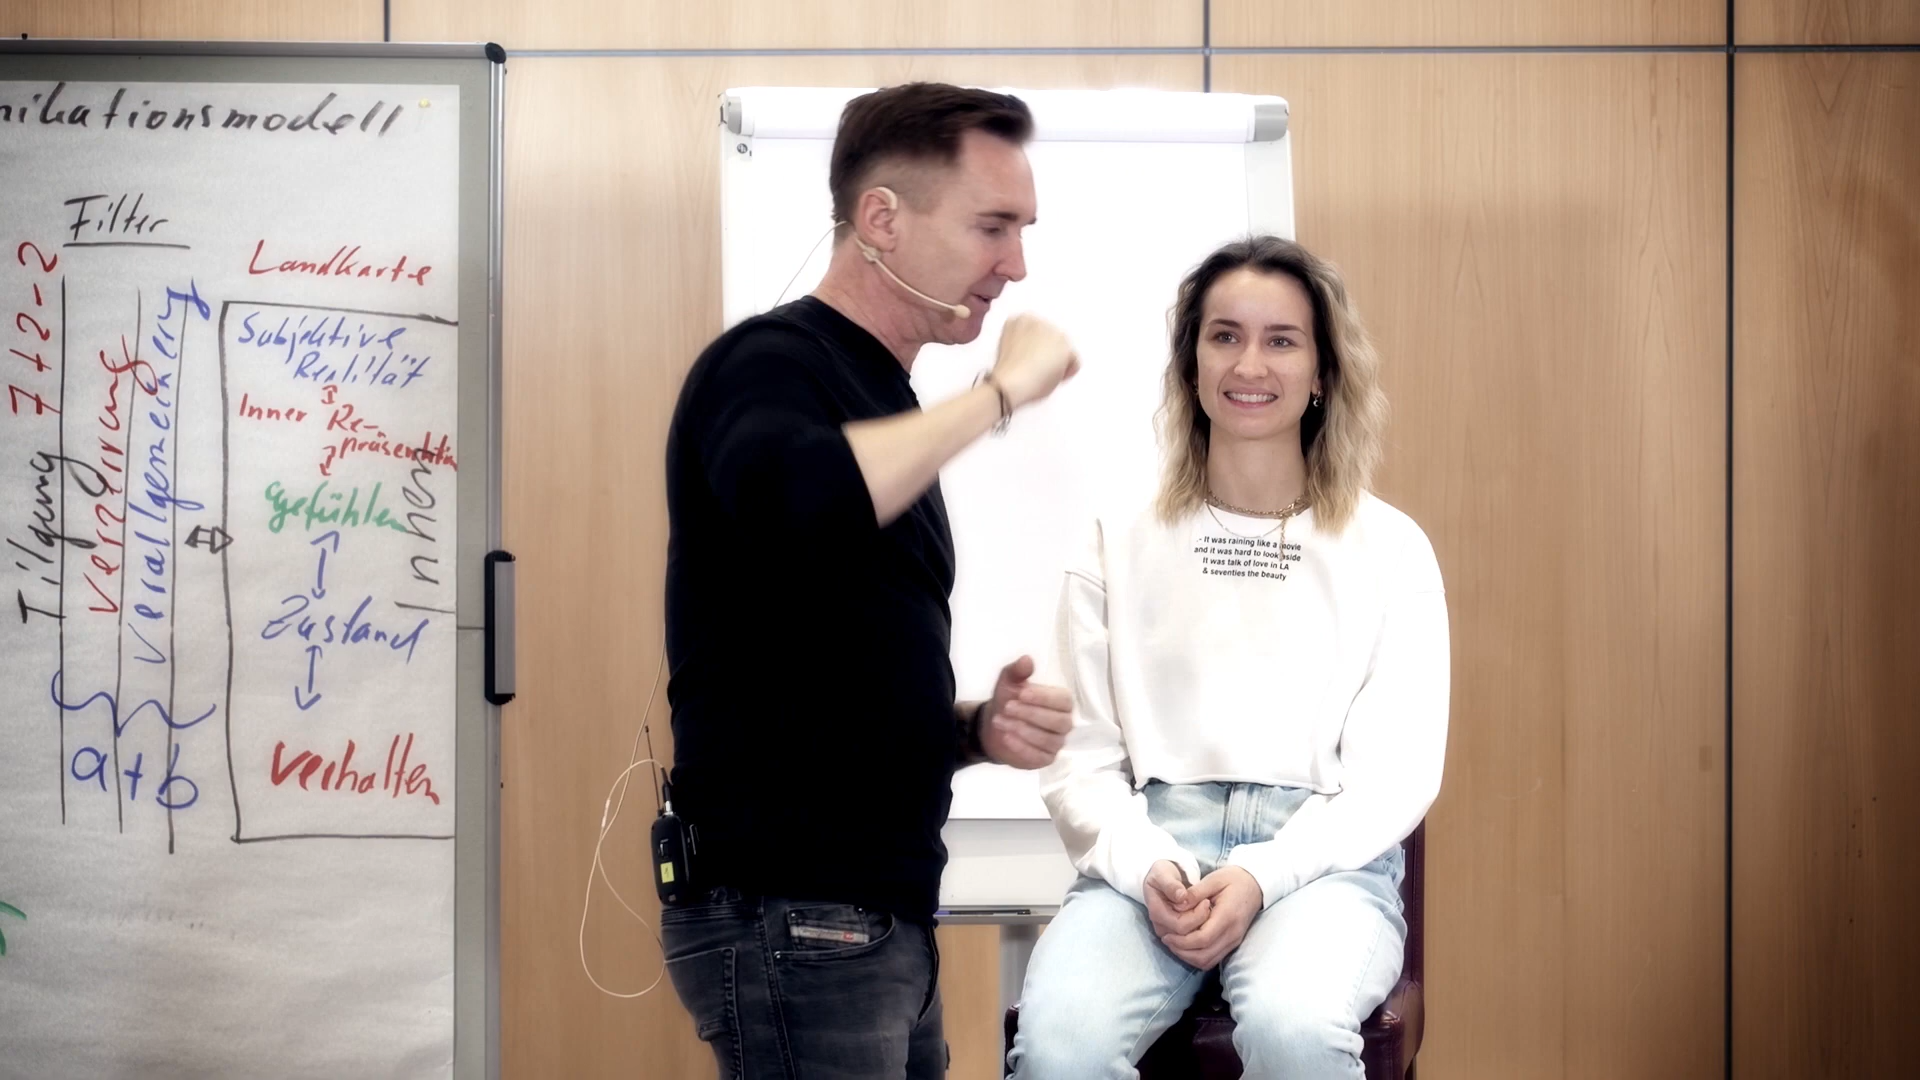 nikationsmodell
Filter
7 + 2 - 2
Tilgung
Verzerrung
Verallgemeinerung
a + b
Landkarte
Subjektive
Realität
Innere Re-
präsentation
Gefühle
Innen
Zustand
Verhalten
- It was raining like a movie
and it was hard to look aside
It was talk of love in LA
& seventies the beauty